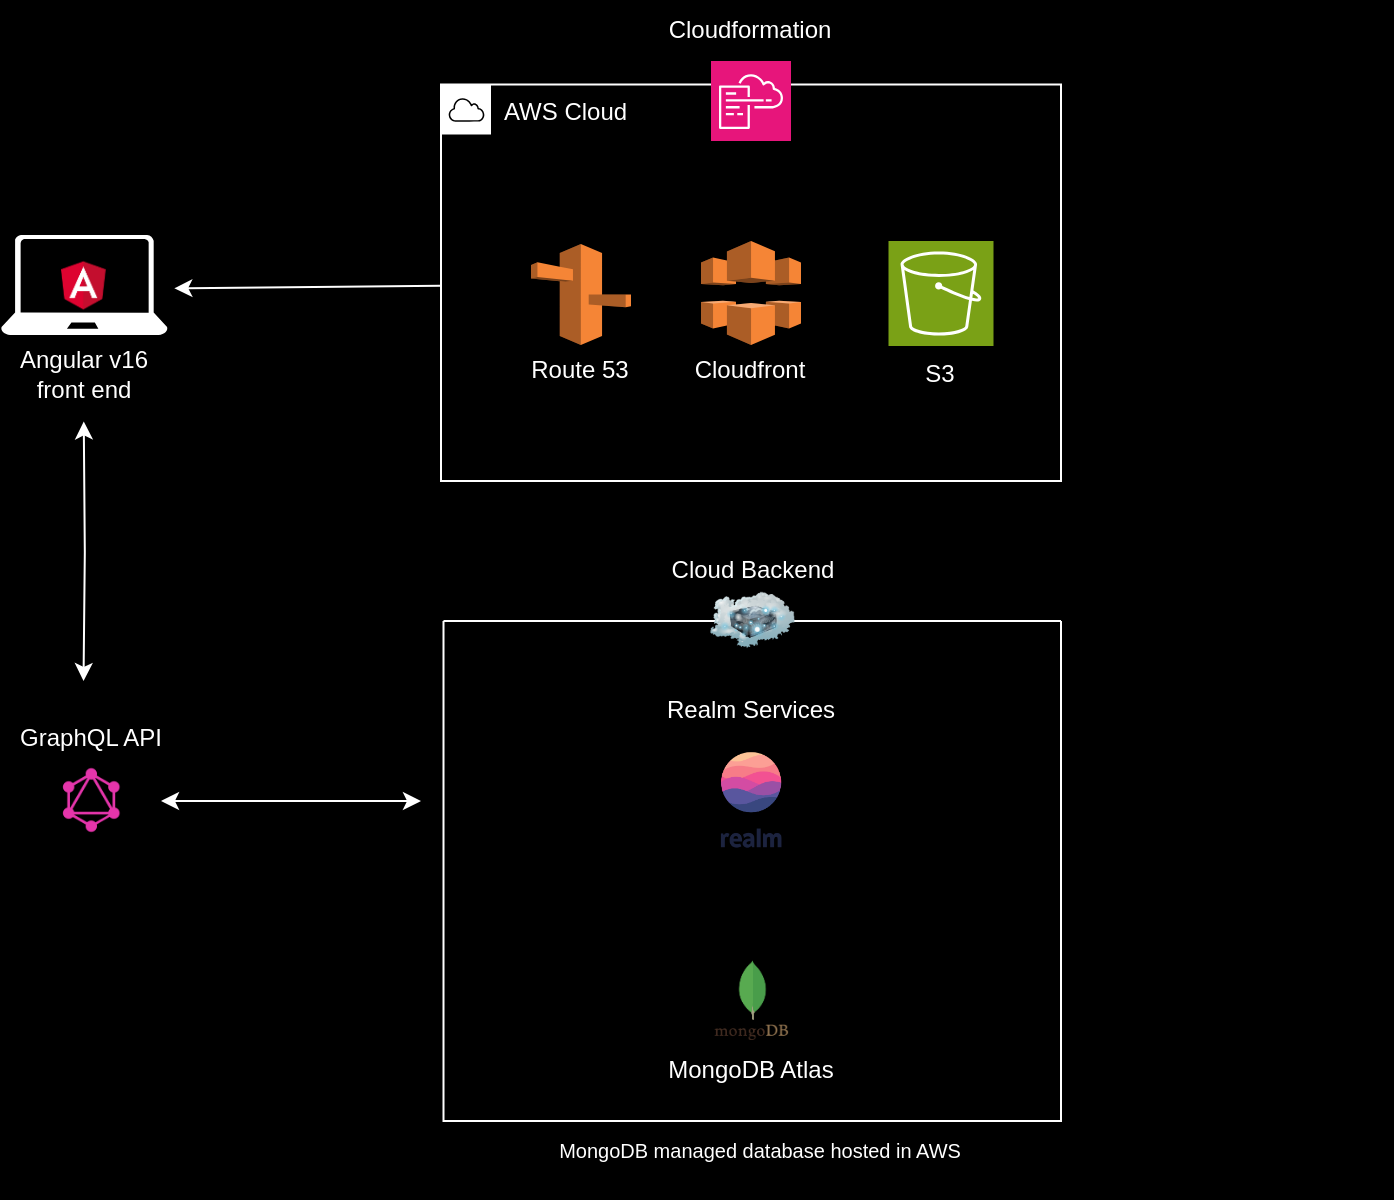 Cloudformation
AWS Cloud
Route 53
Cloudfront
S3
Angular v16
front end
Cloud Backend
Realm Services
realm
GraphQL API
mongoDB
MongoDB Atlas
MongoDB managed database hosted in AWS